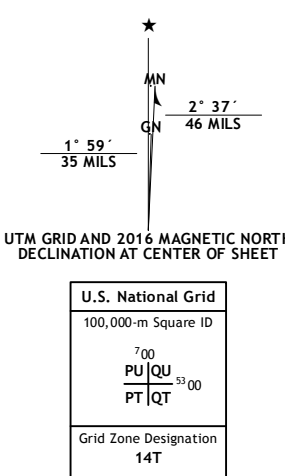 ★
MN
GN
2° 37´
46 MILS
1° 59´
35 MILS
UTM GRID AND 2016 MAGNETIC NORTH
DECLINATION AT CENTER OF SHEET
U.S. National Grid
100,000-m Square ID
700
PU QU
5300
PT QT
Grid Zone Designation
14T